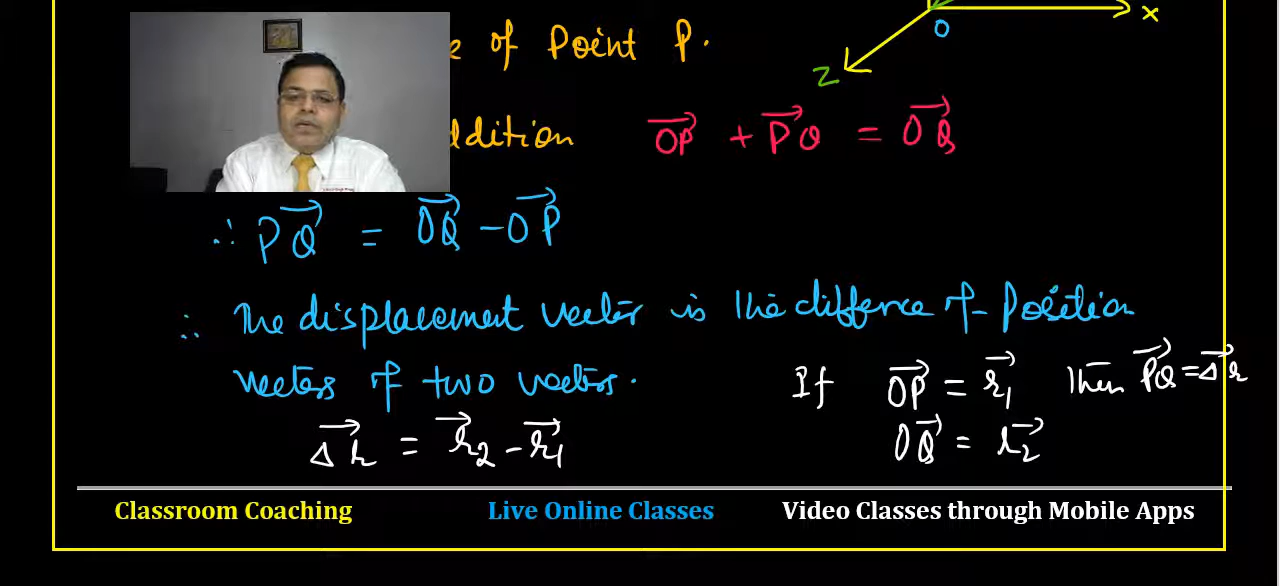 x
O
Z
e of Point P.
ddition OP + PQ = OQ
∴ PQ = OQ - OP
∴ The displacement vector is the diffence of Position
vectors of two vectors.
If OP = r₁ Then PQ = Δr
OQ = r₂
Δr = r₂ - r₁
Classroom Coaching Live Online Classes Video Classes through Mobile Apps